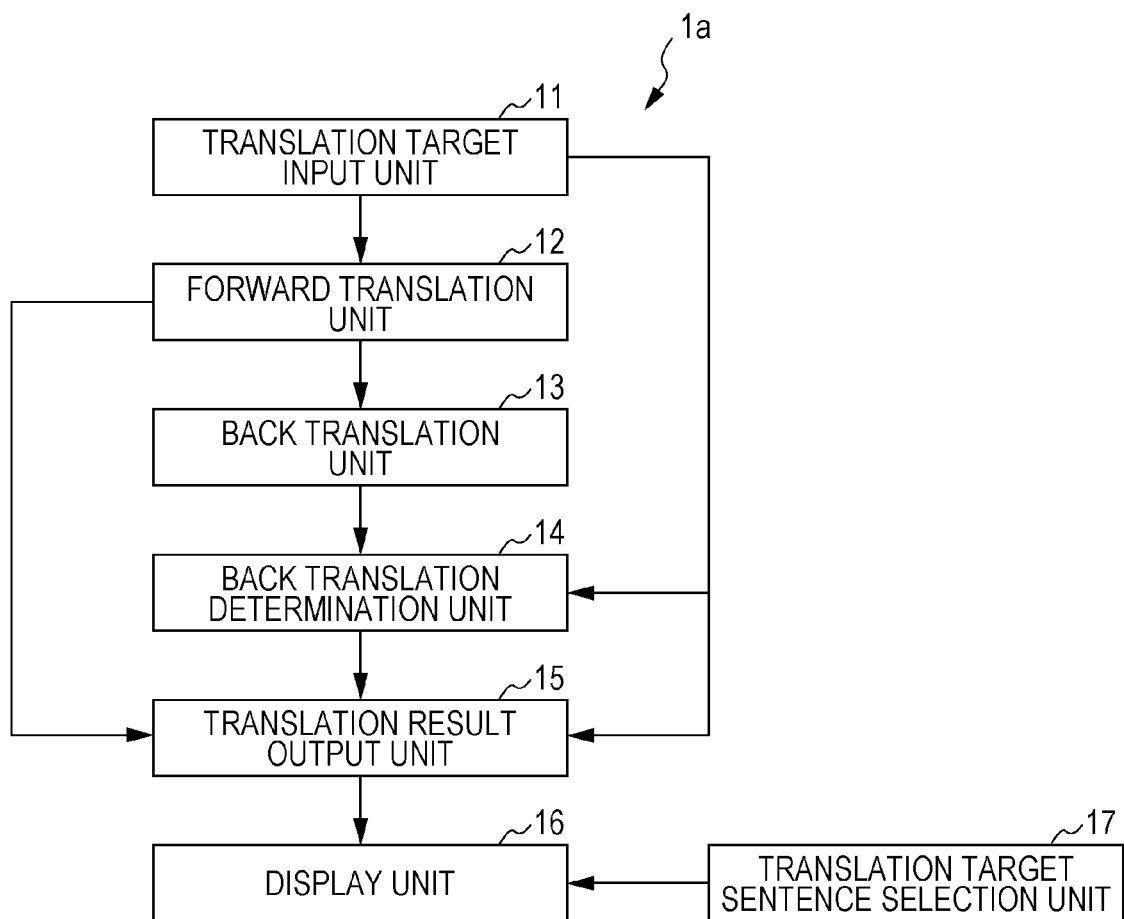 1a
11
TRANSLATION TARGET
INPUT UNIT
12
FORWARD TRANSLATION
UNIT
13
BACK TRANSLATION
UNIT
14
BACK TRANSLATION
DETERMINATION UNIT
15
TRANSLATION RESULT
OUTPUT UNIT
16
DISPLAY UNIT
17
TRANSLATION TARGET
SENTENCE SELECTION UNIT